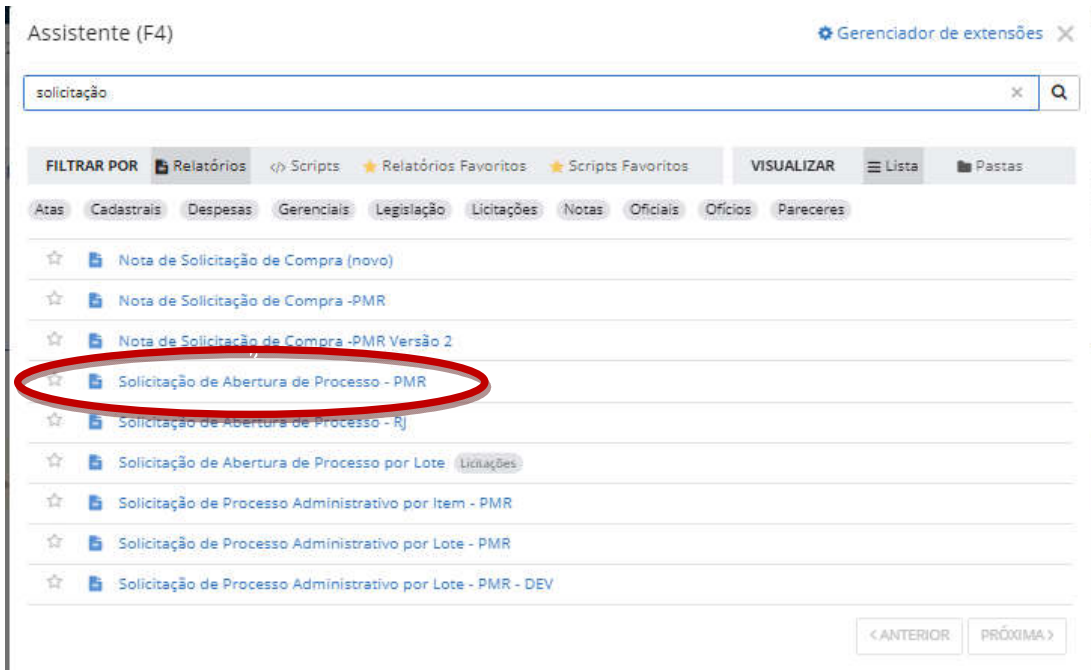 Assistente (F4) Gerenciador de extensões
solicitação
FILTRAR POR Relatórios Scripts Relatórios Favoritos Scripts Favoritos VISUALIZAR Lista Pastas
Atas Cadastrais Despesas Gerenciais Legislação Licitações Notas Oficiais Ofícios Pareceres
Nota de Solicitação de Compra (novo)
Nota de Solicitação de Compra -PMR
Nota de Solicitação de Compra -PMR Versão 2
Solicitação de Abertura de Processo - PMR
Solicitação de Abertura de Processo - RJ
Solicitação de Abertura de Processo por Lote Licitações
Solicitação de Processo Administrativo por Item - PMR
Solicitação de Processo Administrativo por Lote - PMR
Solicitação de Processo Administrativo por Lote - PMR - DEV
< ANTERIOR PRÓXIMA >